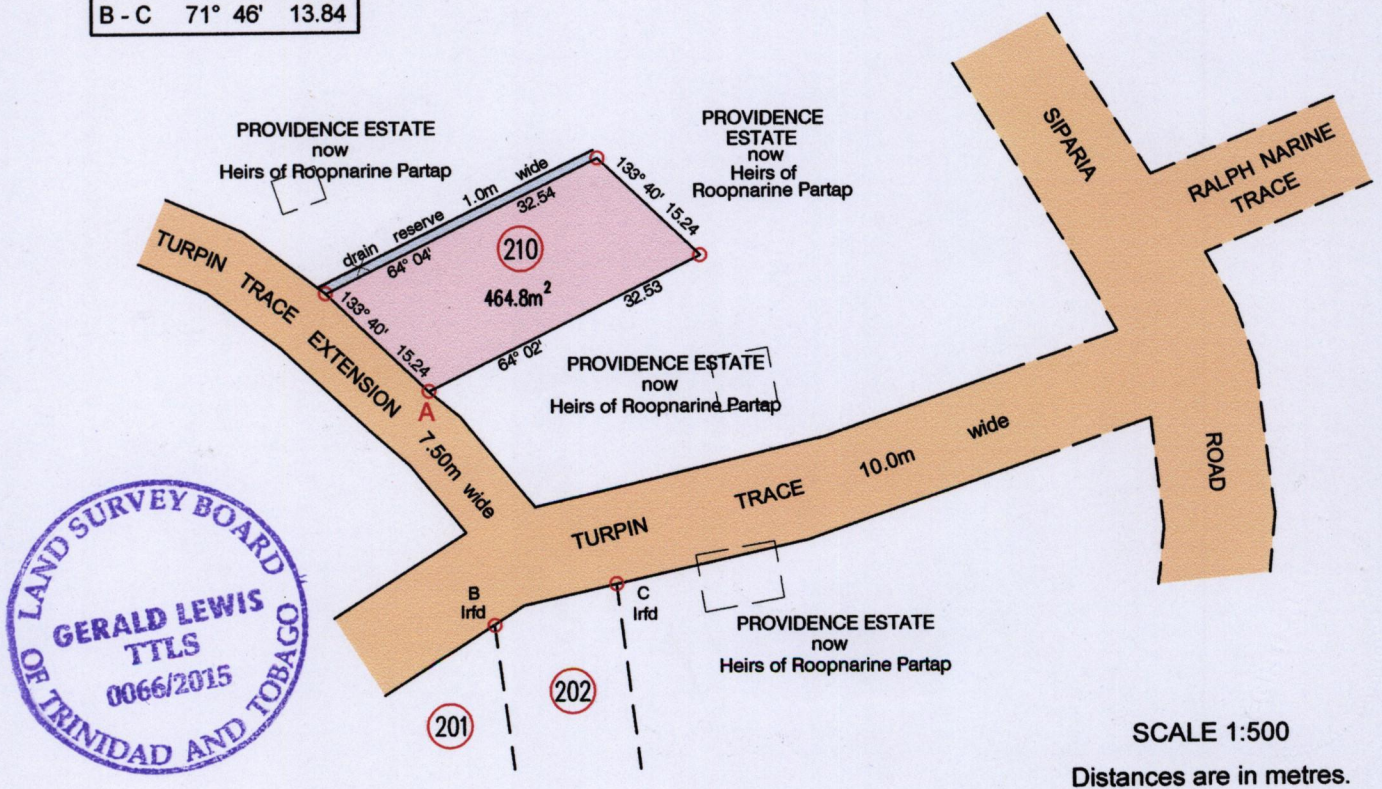 B - C 71° 46' 13.84
PROVIDENCE ESTATE
now
Heirs of Roopnarine Partap
PROVIDENCE
ESTATE
now
Heirs of
Roopnarine Partap
SIPARIA
RALPH NARINE
TRACE
drain reserve 1.0m wide
64° 04' 32.54
133° 40' 15.24
210
464.8m²
TURPIN TRACE EXTENSION 7.50m wide
133° 40' 15.24
64° 02' 32.53
A
PROVIDENCE ESTATE
now
Heirs of Roopnarine Partap
TURPIN TRACE 10.0m wide
ROAD
LAND SURVEY BOARD
GERALD LEWIS
TTLS
0066/2015
OF TRINIDAD AND TOBAGO
B
Irfd
C
Irfd
PROVIDENCE ESTATE
now
Heirs of Roopnarine Partap
201
202
SCALE 1:500
Distances are in metres.